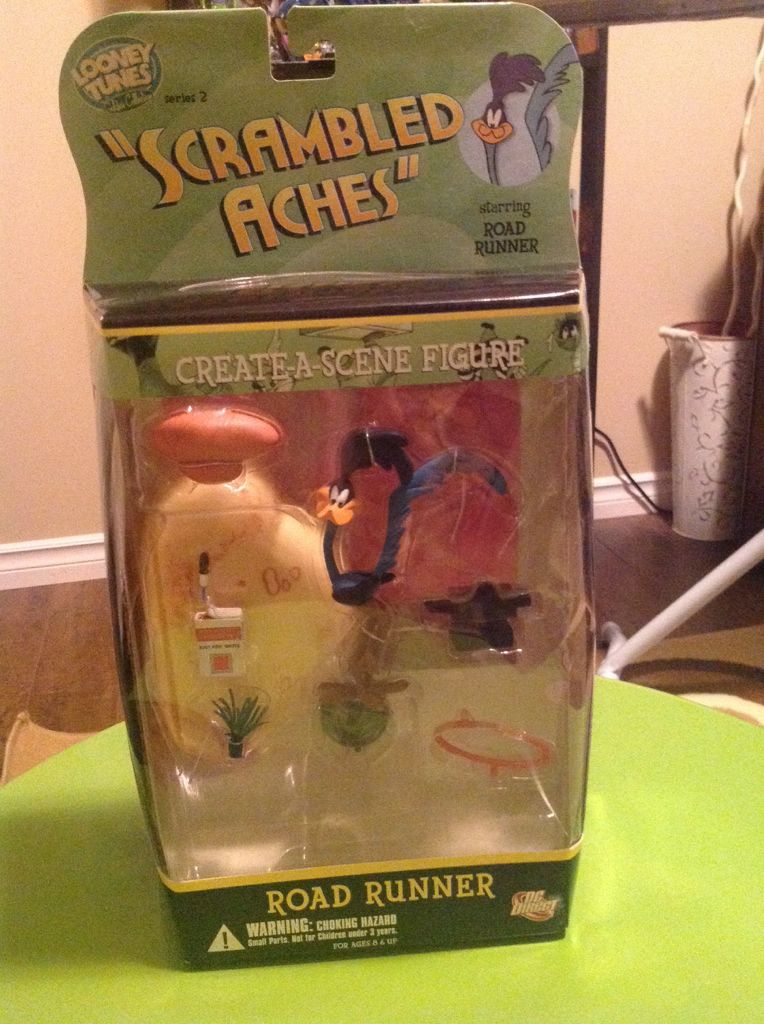 LOONEY
TUNES
series 2
"SCRAMBLED
ACHES"
starring
ROAD
RUNNER
CREATE-A-SCENE FIGURE
ROAD RUNNER
DC
DIRECT
WARNING: CHOKING HAZARD
Small Parts. Not for Children under 3 years.
FOR AGES 8 & UP